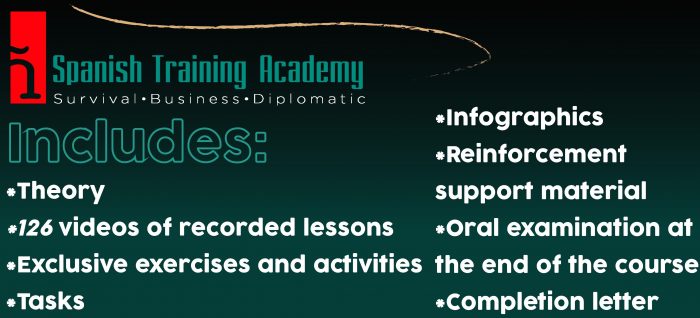 Spanish Training Academy
Survival•Business•Diplomatic
Includes:
*Theory
*126 videos of recorded lessons
*Exclusive exercises and activities
*Tasks
*Infographics
*Reinforcement
support material
*Oral examination at
the end of the course
*Completion letter